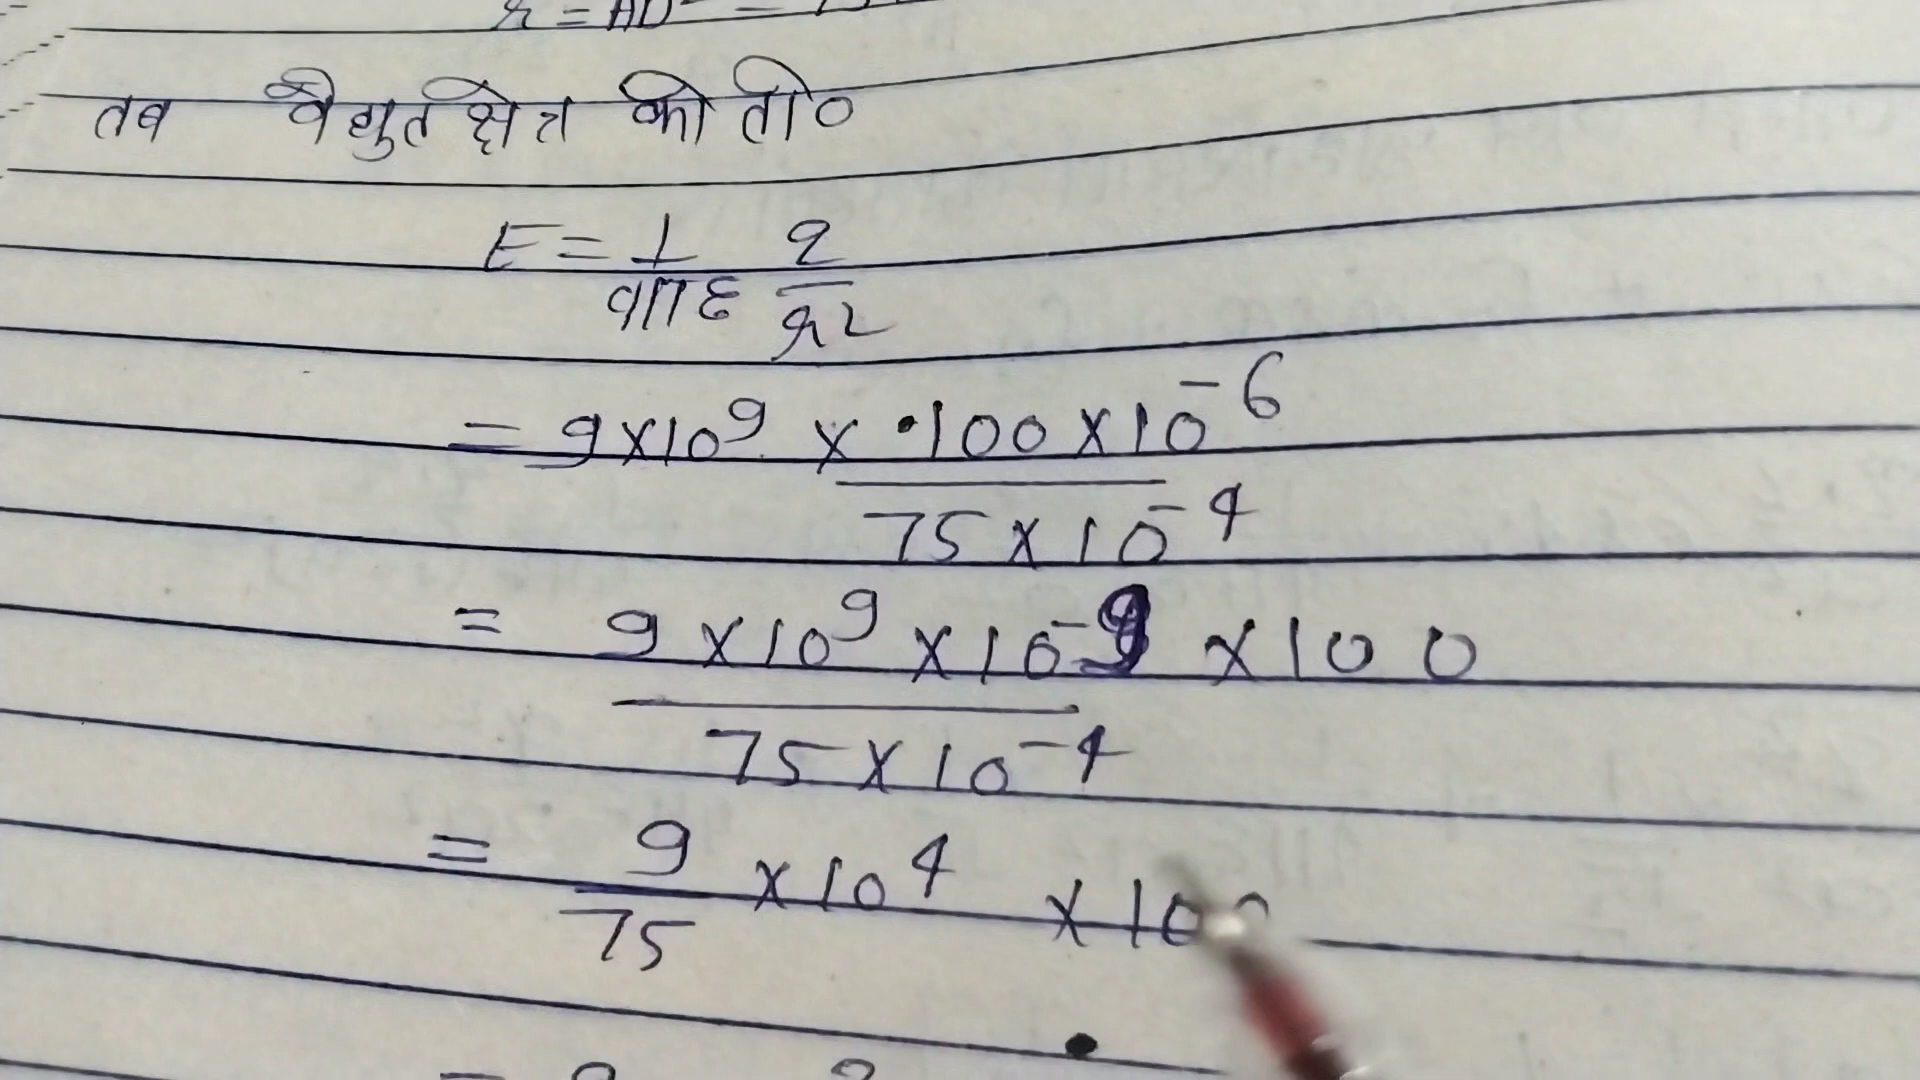 तब वैद्युत क्षेत्र की ती०
E = 1/4πε q/r²
= 9×10⁹ × .100×10⁻⁶ / 75×10⁻⁴
= 9×10⁹×10⁻⁹ ×100 / 75×10⁻⁴
= 9/75 ×10⁴ ×100